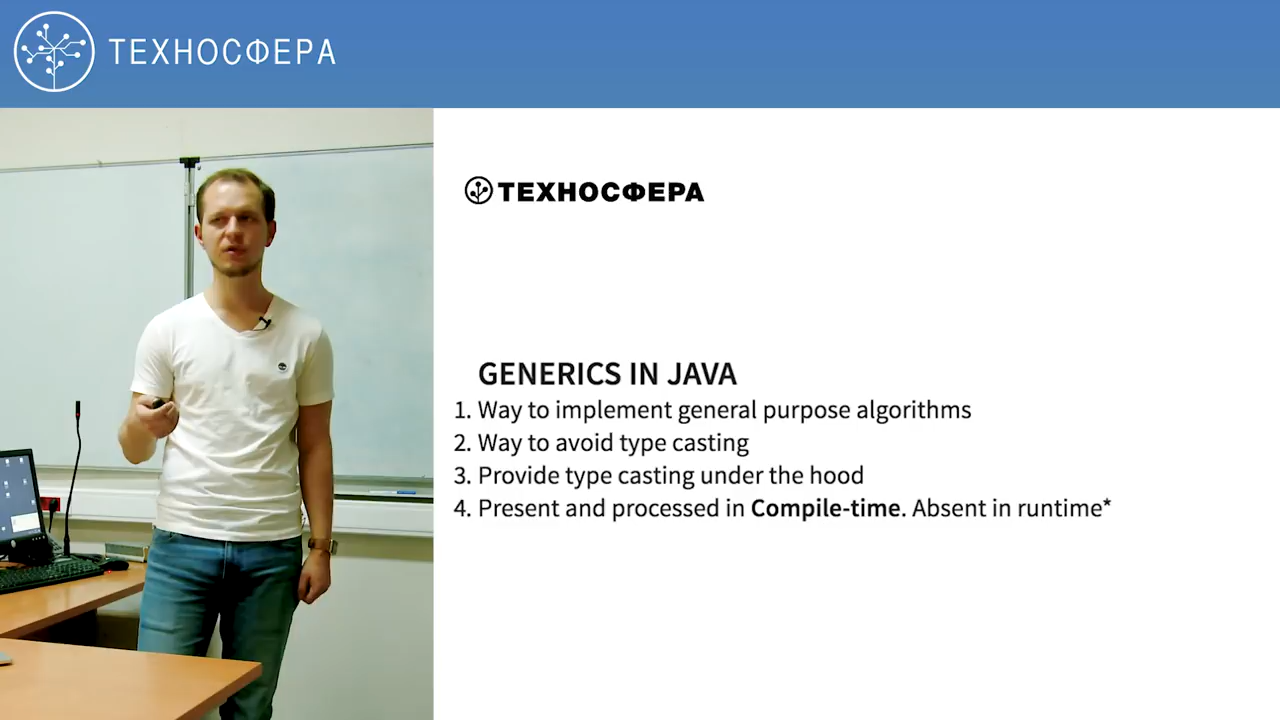 ТЕХНОСФЕРА
ТЕХНОСФЕРА
GENERICS IN JAVA
1. Way to implement general purpose algorithms
2. Way to avoid type casting
3. Provide type casting under the hood
4. Present and processed in Compile-time. Absent in runtime*